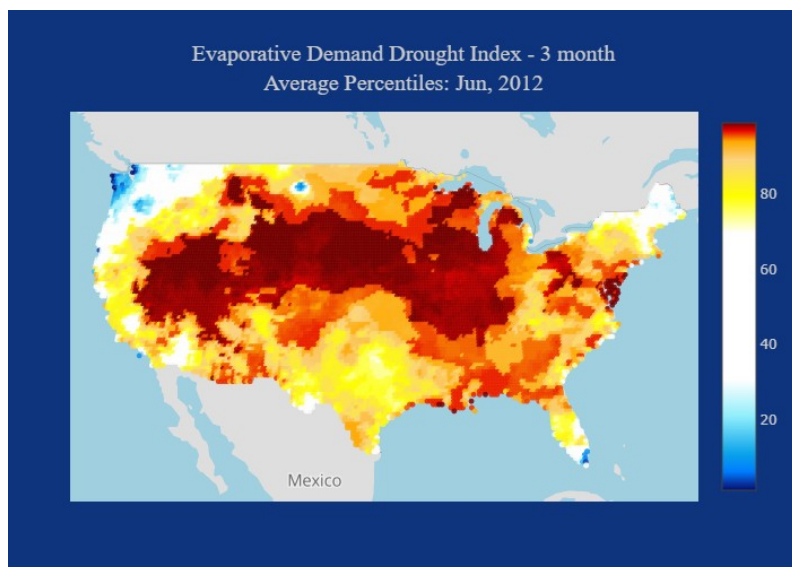 Evaporative Demand Drought Index - 3 month
Average Percentiles: Jun, 2012
80
60
40
20
Mexico